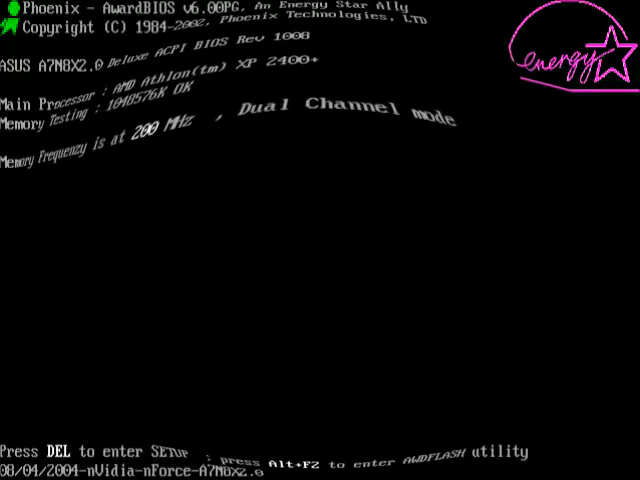 Phoenix - AwardBIOS v6.00PG, An Energy Star Ally
Copyright (C) 1984-2002, Phoenix Technologies, LTD
energy
ASUS A7N8X2.0 Deluxe ACPI BIOS Rev 1008
Main Processor : AMD Athlon(tm) XP 2400+
Memory Testing : 1048576K OK
Memory Frequenzy is at 200 MHz , Dual Channel mode
Press DEL to enter SETUP ; press Alt+F2 to enter AWDFLASH utility
08/04/2004-nVidia-nForce-A7N8X2.0